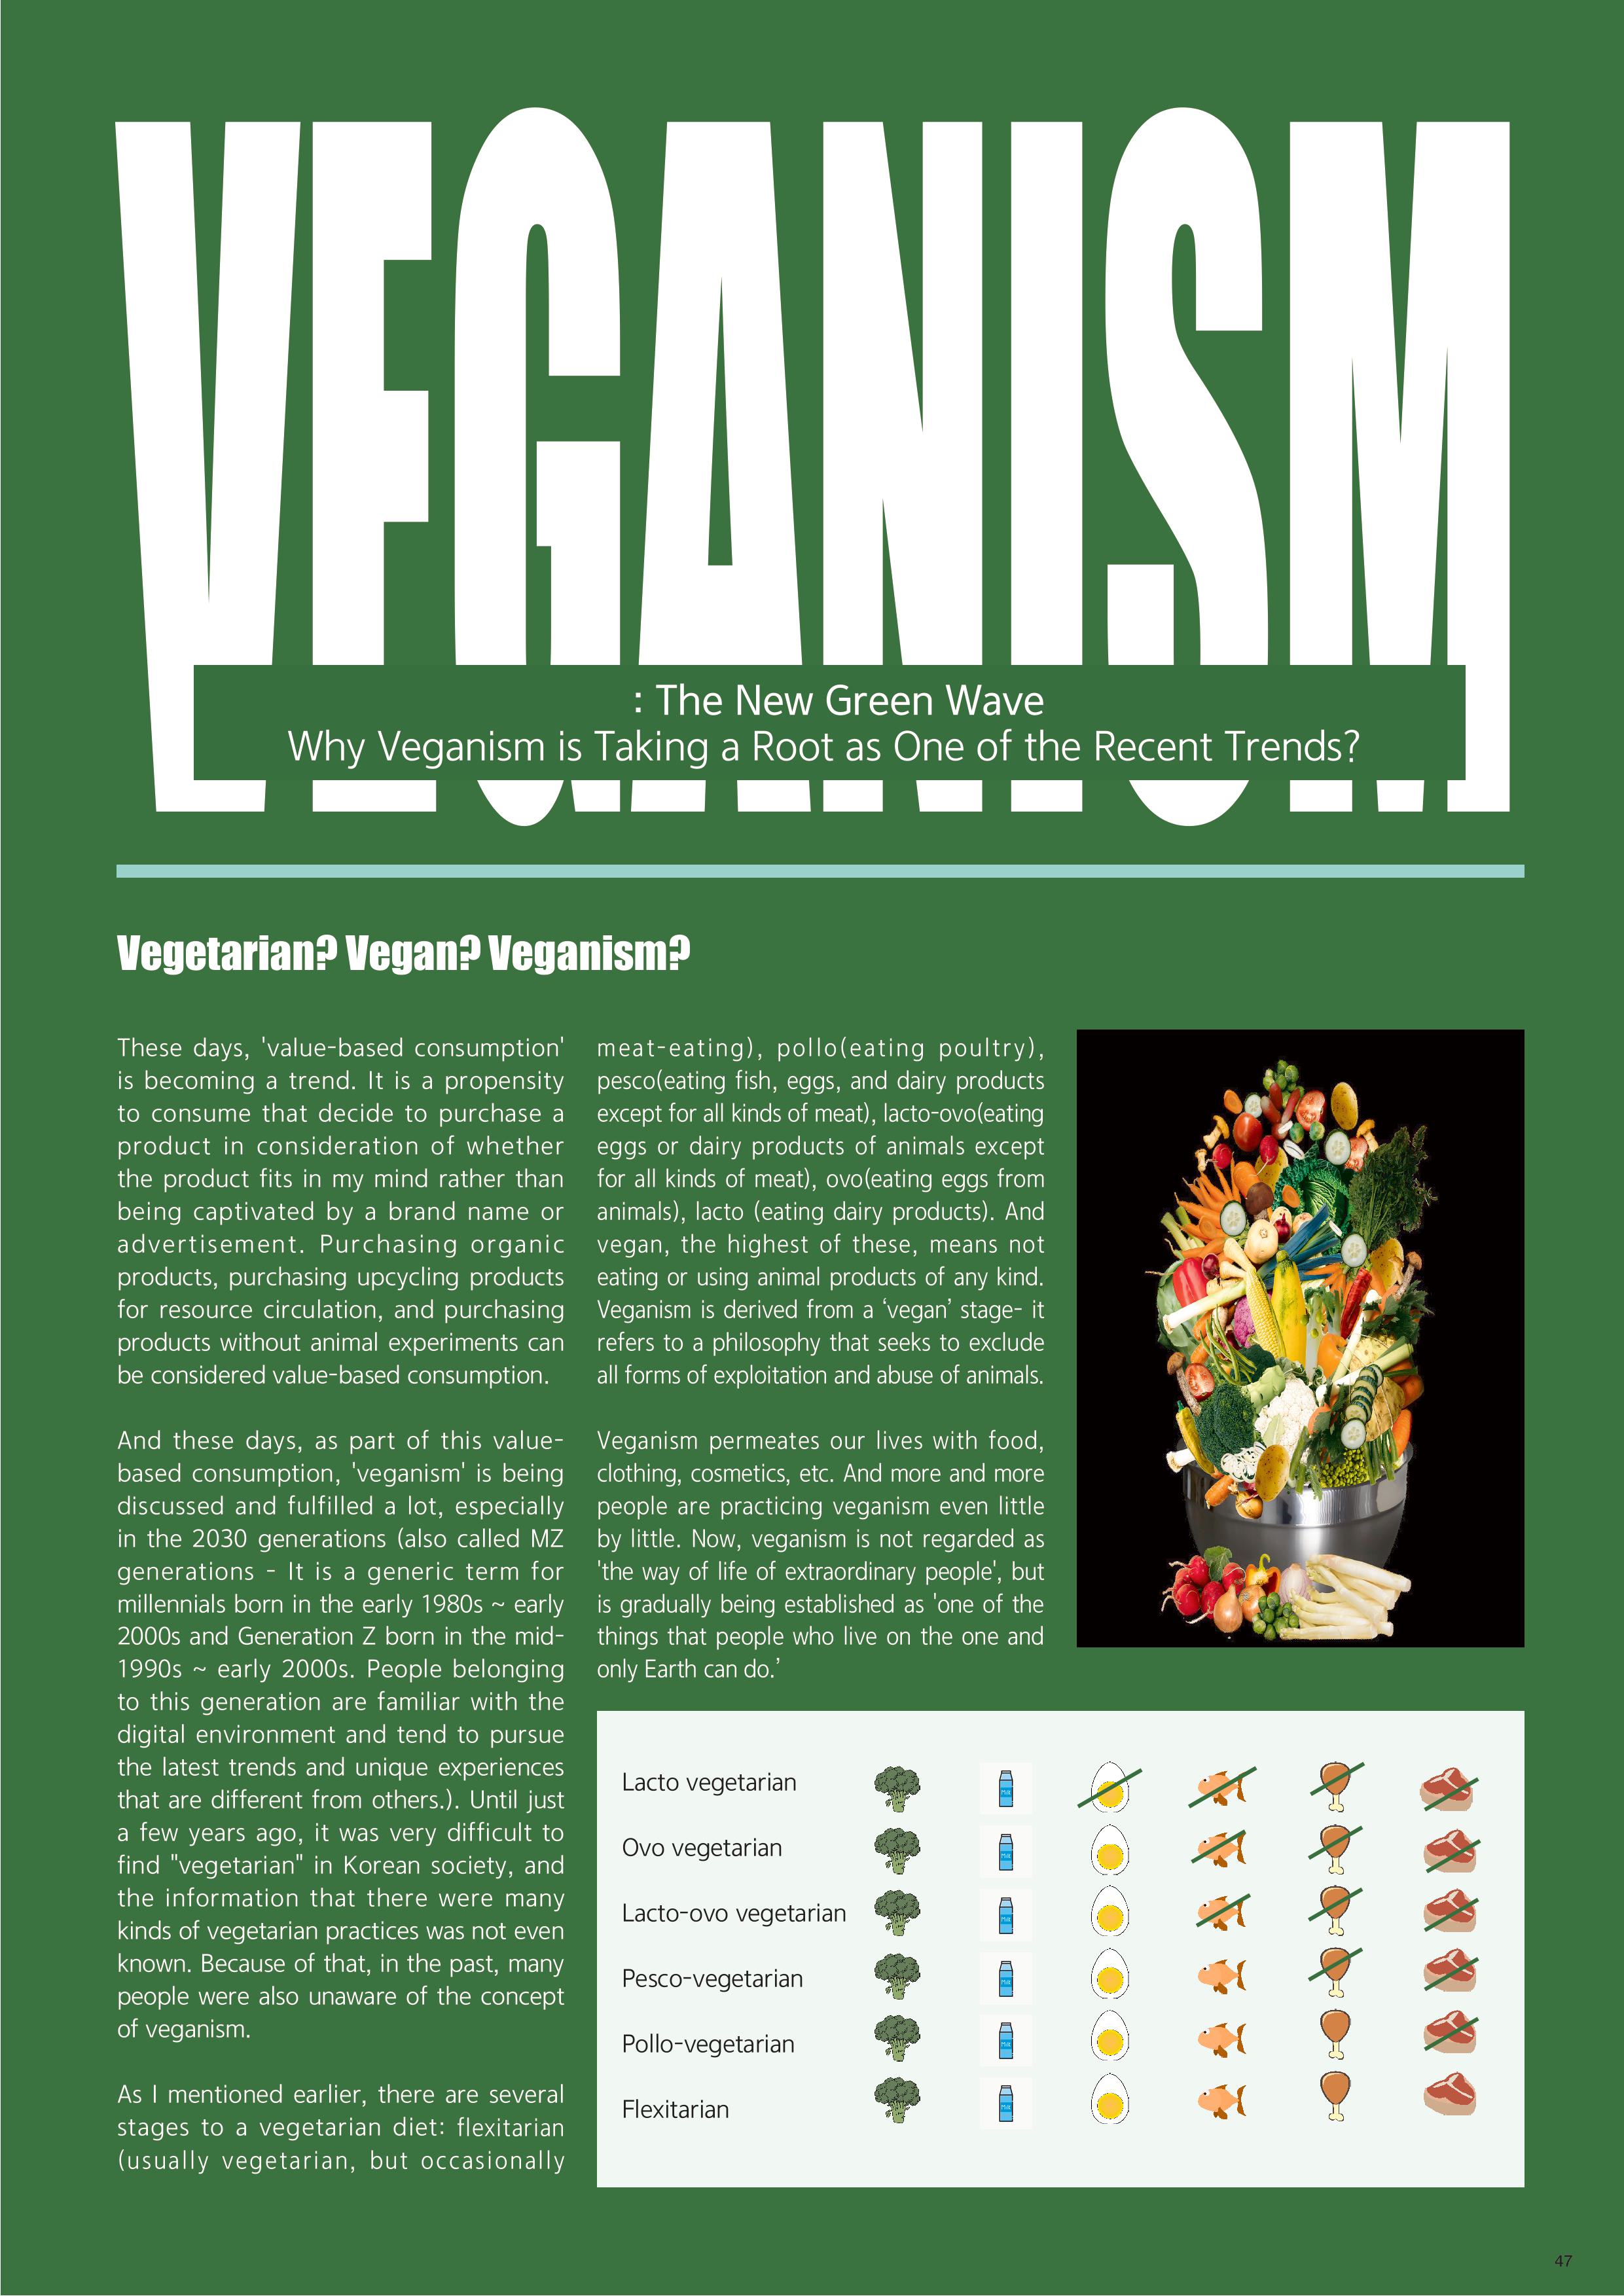 VEGANISM
: The New Green Wave
Why Veganism is Taking a Root as One of the Recent Trends?
Vegetarian? Vegan? Veganism?
These days, 'value-based consumption'
is becoming a trend. It is a propensity
to consume that decide to purchase a
product in consideration of whether
the product fits in my mind rather than
being captivated by a brand name or
advertisement. Purchasing organic
products, purchasing upcycling products
for resource circulation, and purchasing
products without animal experiments can
be considered value-based consumption.
And these days, as part of this value-
based consumption, 'veganism' is being
discussed and fulfilled a lot, especially
in the 2030 generations (also called MZ
generations - It is a generic term for
millennials born in the early 1980s ~ early
2000s and Generation Z born in the mid-
1990s ~ early 2000s. People belonging
to this generation are familiar with the
digital environment and tend to pursue
the latest trends and unique experiences
that are different from others.). Until just
a few years ago, it was very difficult to
find "vegetarian" in Korean society, and
the information that there were many
kinds of vegetarian practices was not even
known. Because of that, in the past, many
people were also unaware of the concept
of veganism.
As I mentioned earlier, there are several
stages to a vegetarian diet: flexitarian
(usually vegetarian, but occasionally
meat-eating), pollo(eating poultry),
pesco(eating fish, eggs, and dairy products
except for all kinds of meat), lacto-ovo(eating
eggs or dairy products of animals except
for all kinds of meat), ovo(eating eggs from
animals), lacto (eating dairy products). And
vegan, the highest of these, means not
eating or using animal products of any kind.
Veganism is derived from a ‘vegan’ stage- it
refers to a philosophy that seeks to exclude
all forms of exploitation and abuse of animals.
Veganism permeates our lives with food,
clothing, cosmetics, etc. And more and more
people are practicing veganism even little
by little. Now, veganism is not regarded as
'the way of life of extraordinary people', but
is gradually being established as 'one of the
things that people who live on the one and
only Earth can do.’
Lacto vegetarian
Ovo vegetarian
Lacto-ovo vegetarian
Pesco-vegetarian
Pollo-vegetarian
Flexitarian
47